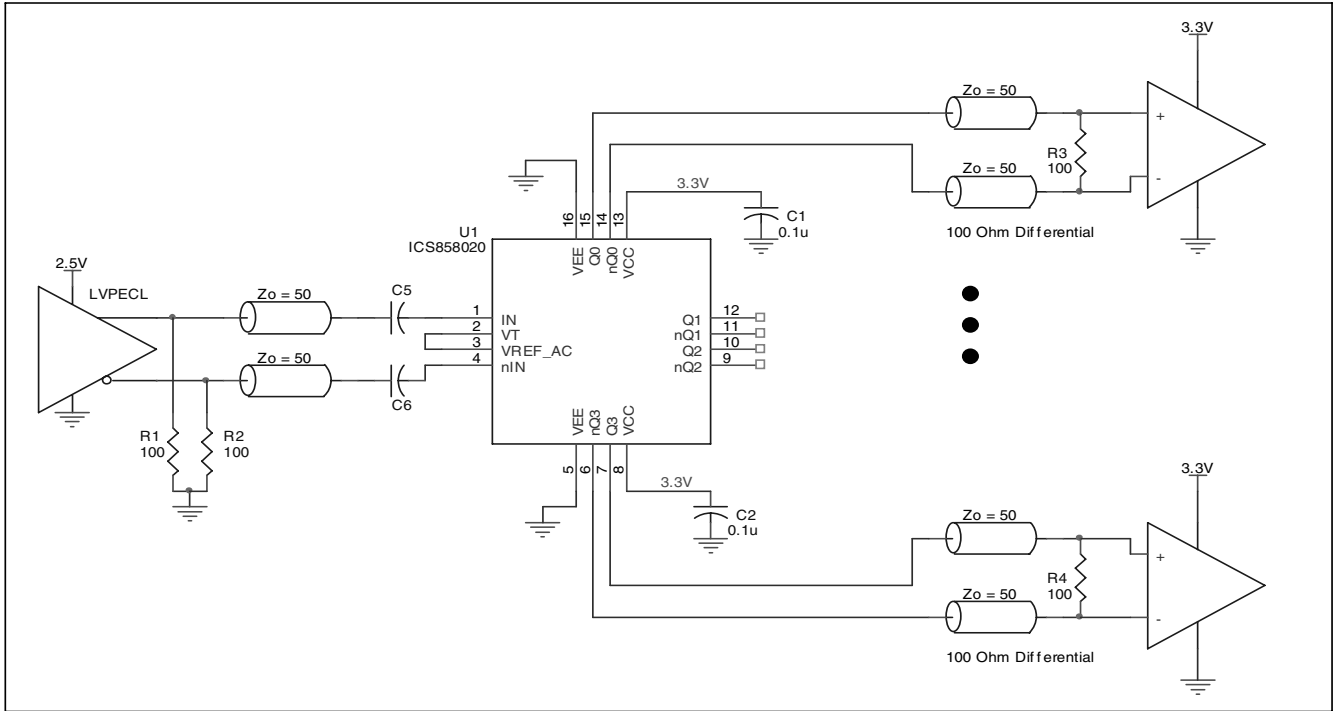 3.3V
Zo = 50
+
R3
100
-
Zo = 50
100 Ohm Differential
3.3V
C1
0.1u
16
15
14
13
U1
ICS858020
VEE
Q0
nQ0
VCC
2.5V
LVPECL
Zo = 50
C5
1
IN
2
VT
3
VREF_AC
4
nIN
Zo = 50
C6
Q1
12
nQ1
11
Q2
10
nQ2
9
R1
100
R2
100
VEE
nQ3
Q3
VCC
5
6
7
8
3.3V
C2
0.1u
3.3V
Zo = 50
+
R4
100
-
Zo = 50
100 Ohm Differential